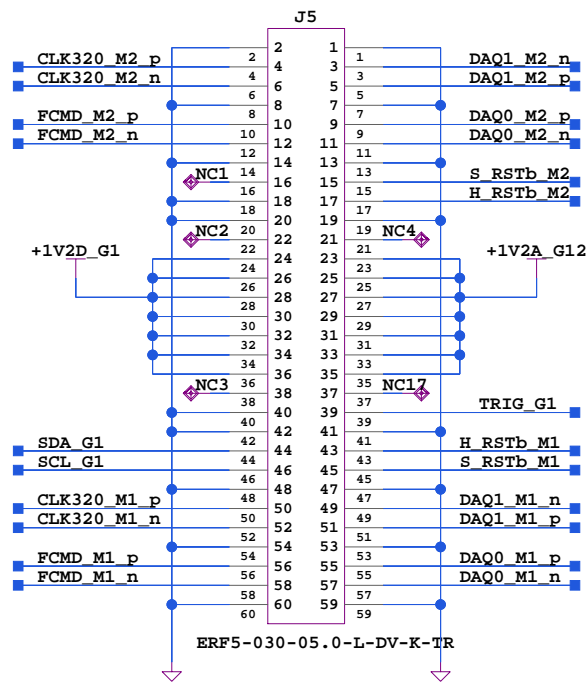 J5
2 1
CLK320_M2_p 2 1 DAQ1_M2_n
4 3
CLK320_M2_n 4 3 DAQ1_M2_p
6 5
6 5
8 7
FCMD_M2_p 8 7 DAQ0_M2_p
10 9
FCMD_M2_n 10 9 DAQ0_M2_n
12 11
12 11
14 13
NC1 14 13 S_RSTb_M2
16 15
16 15 H_RSTb_M2
18 17
18 17
20 19
NC2 20 19 NC4
22 21
+1V2D_G1 22 21 +1V2A_G12
24 23
24 23
26 25
26 25
28 27
28 27
30 29
30 29
32 31
32 31
34 33
34 33
36 35
NC3 36 35 NC17
38 37
38 37 TRIG_G1
40 39
40 39
42 41
SDA_G1 42 41 H_RSTb_M1
44 43
SCL_G1 44 43 S_RSTb_M1
46 45
46 45
48 47
CLK320_M1_p 48 47 DAQ1_M1_n
50 49
CLK320_M1_n 50 49 DAQ1_M1_p
52 51
52 51
54 53
FCMD_M1_p 54 53 DAQ0_M1_p
56 55
FCMD_M1_n 56 55 DAQ0_M1_n
58 57
58 57
60 59
60 59
ERF5-030-05.0-L-DV-K-TR